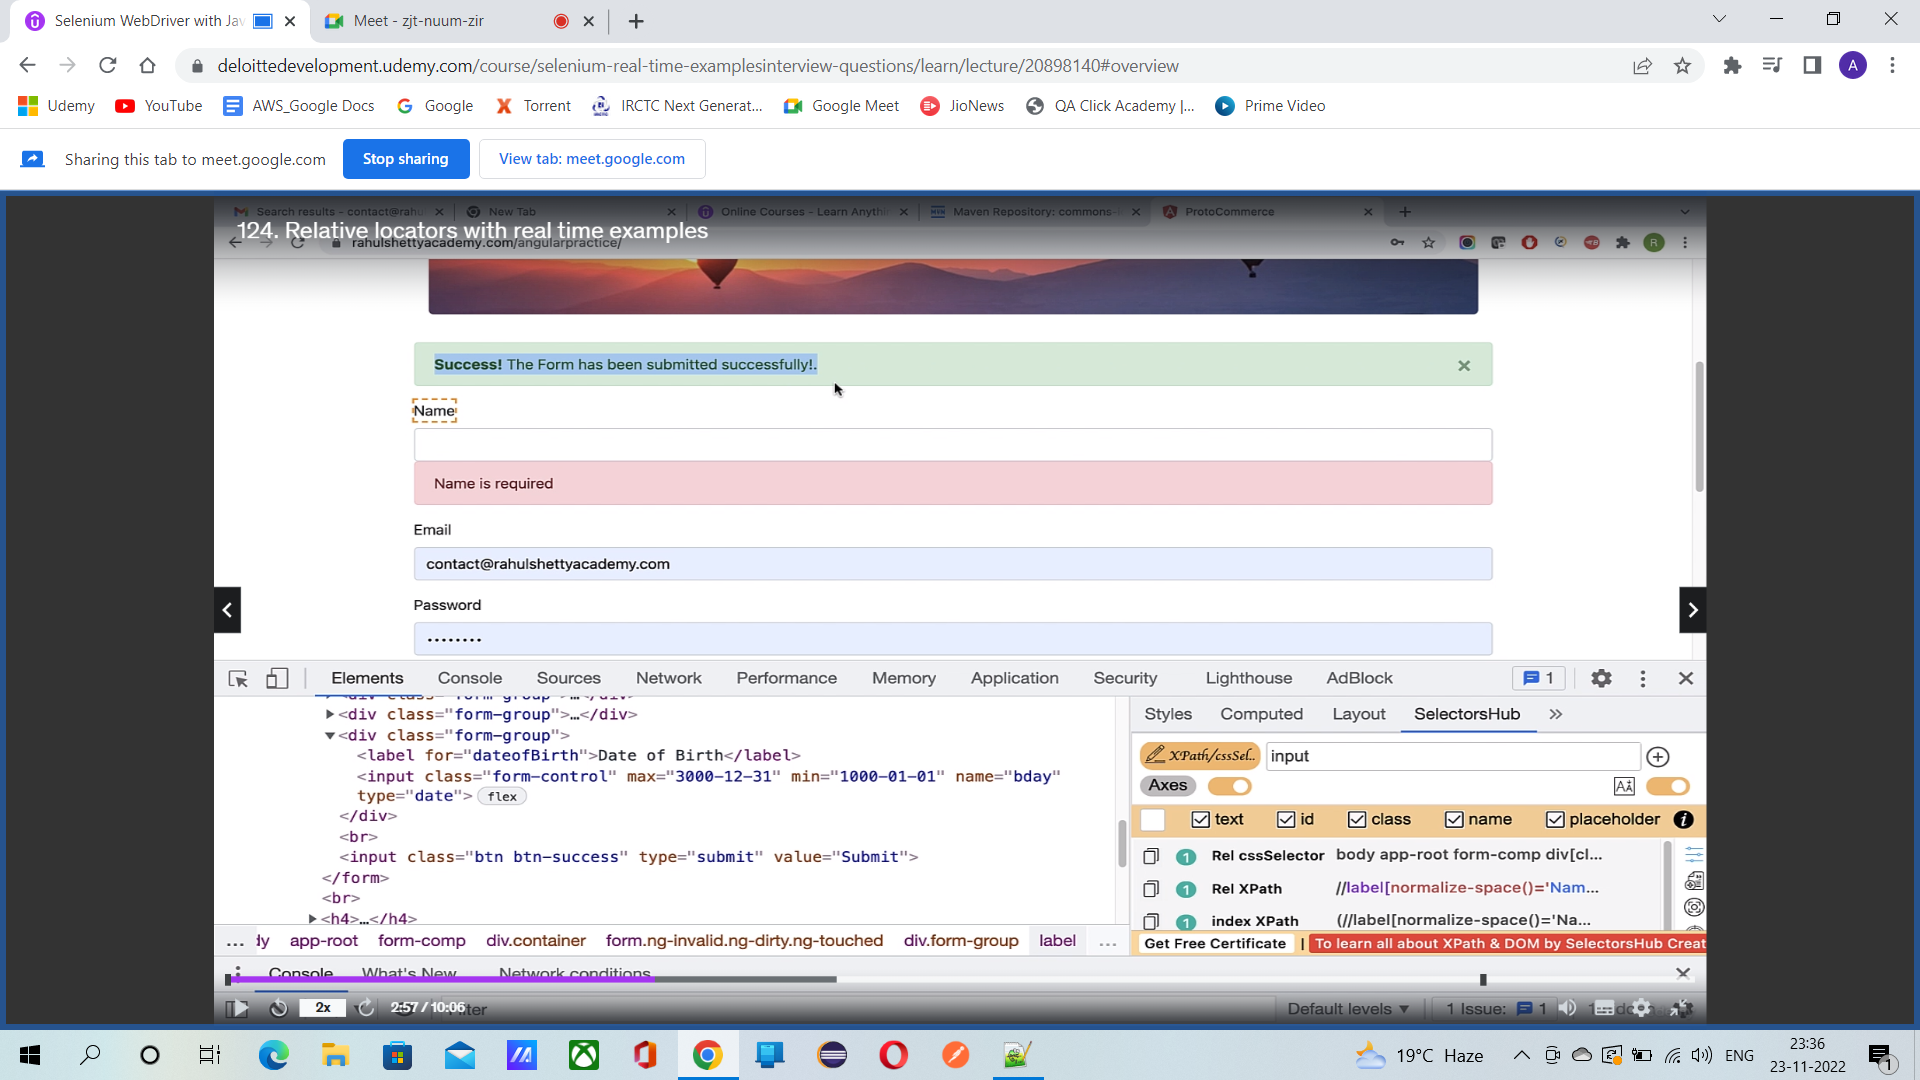 Selenium WebDriver with Jav
Meet - zjt-nuum-zir
deloittedevelopment.udemy.com/course/selenium-real-time-examplesinterview-questions/learn/lecture/20898140#overview
A
Udemy
YouTube
AWS_Google Docs
Google
Torrent
IRCTC Next Generat...
Google Meet
JioNews
QA Click Academy |...
Prime Video
Sharing this tab to meet.google.com
Stop sharing
View tab: meet.google.com
Search results - contact@rahu
New Tab
Online Courses - Learn Anythi
Maven Repository: commons-
ProtoCommerce
124. Relative locators with real time examples
rahulshettyacademy.com/angularpractice/
R
Success! The Form has been submitted successfully!.
Name
Name is required
Email
contact@rahulshettyacademy.com
Password
Elements
Console
Sources
Network
Performance
Memory
Application
Security
Lighthouse
AdBlock
1
<div class="form-group">…</div>
<div class="form-group">
<label for="dateofBirth">Date of Birth</label>
<input class="form-control" max="3000-12-31" min="1000-01-01" name="bday"
type="date"> flex
</div>
<br>
<input class="btn btn-success" type="submit" value="Submit">
</form>
<br>
<h4>…</h4>
Styles
Computed
Layout
SelectorsHub
XPath/cssSel..
input
Axes
text
id
class
name
placeholder
1 Rel cssSelector body app-root form-comp div[cl...
1 Rel XPath //label[normalize-space()='Nam...
1 index XPath (//label[normalize-space()='Na...
Get Free Certificate | To learn all about XPath & DOM by SelectorsHub Creat
... dy app-root form-comp div.container form.ng-invalid.ng-dirty.ng-touched div.form-group label ...
Console
What's New
Network conditions
2x
2:57 / 10:06
Default levels
1 Issue: 1
19°C Haze
ENG
23:36
23-11-2022
1